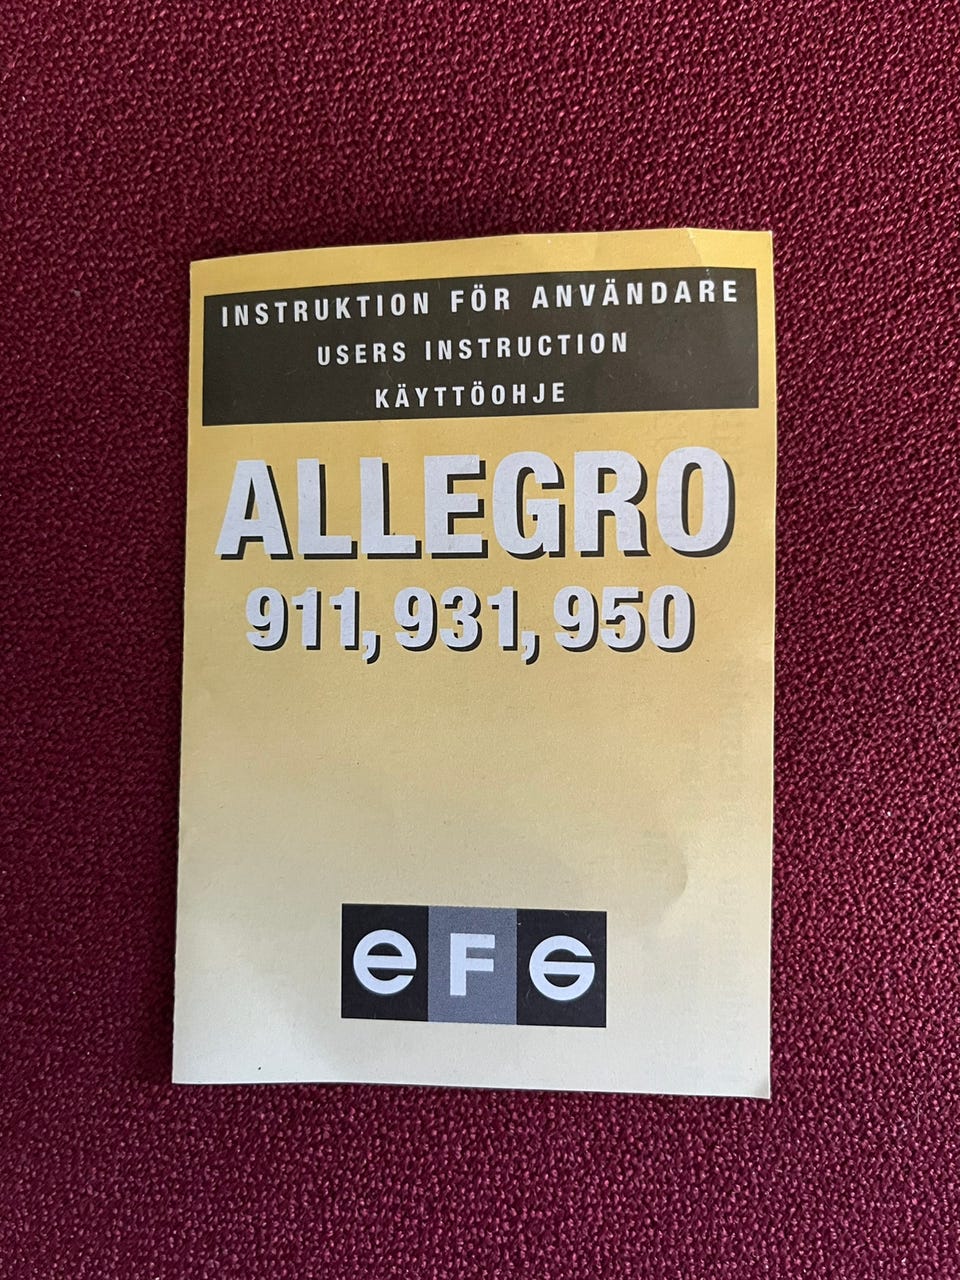 INSTRUKTION FÖR ANVÄNDARE
USERS INSTRUCTION
KÄYTTÖOHJE
ALLEGRO
911, 931, 950
eFG